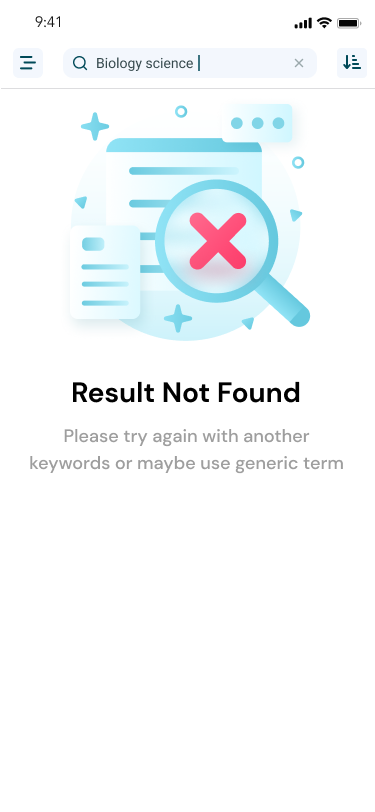 9:41
Biology science
Result Not Found
Please try again with another
keywords or maybe use generic term